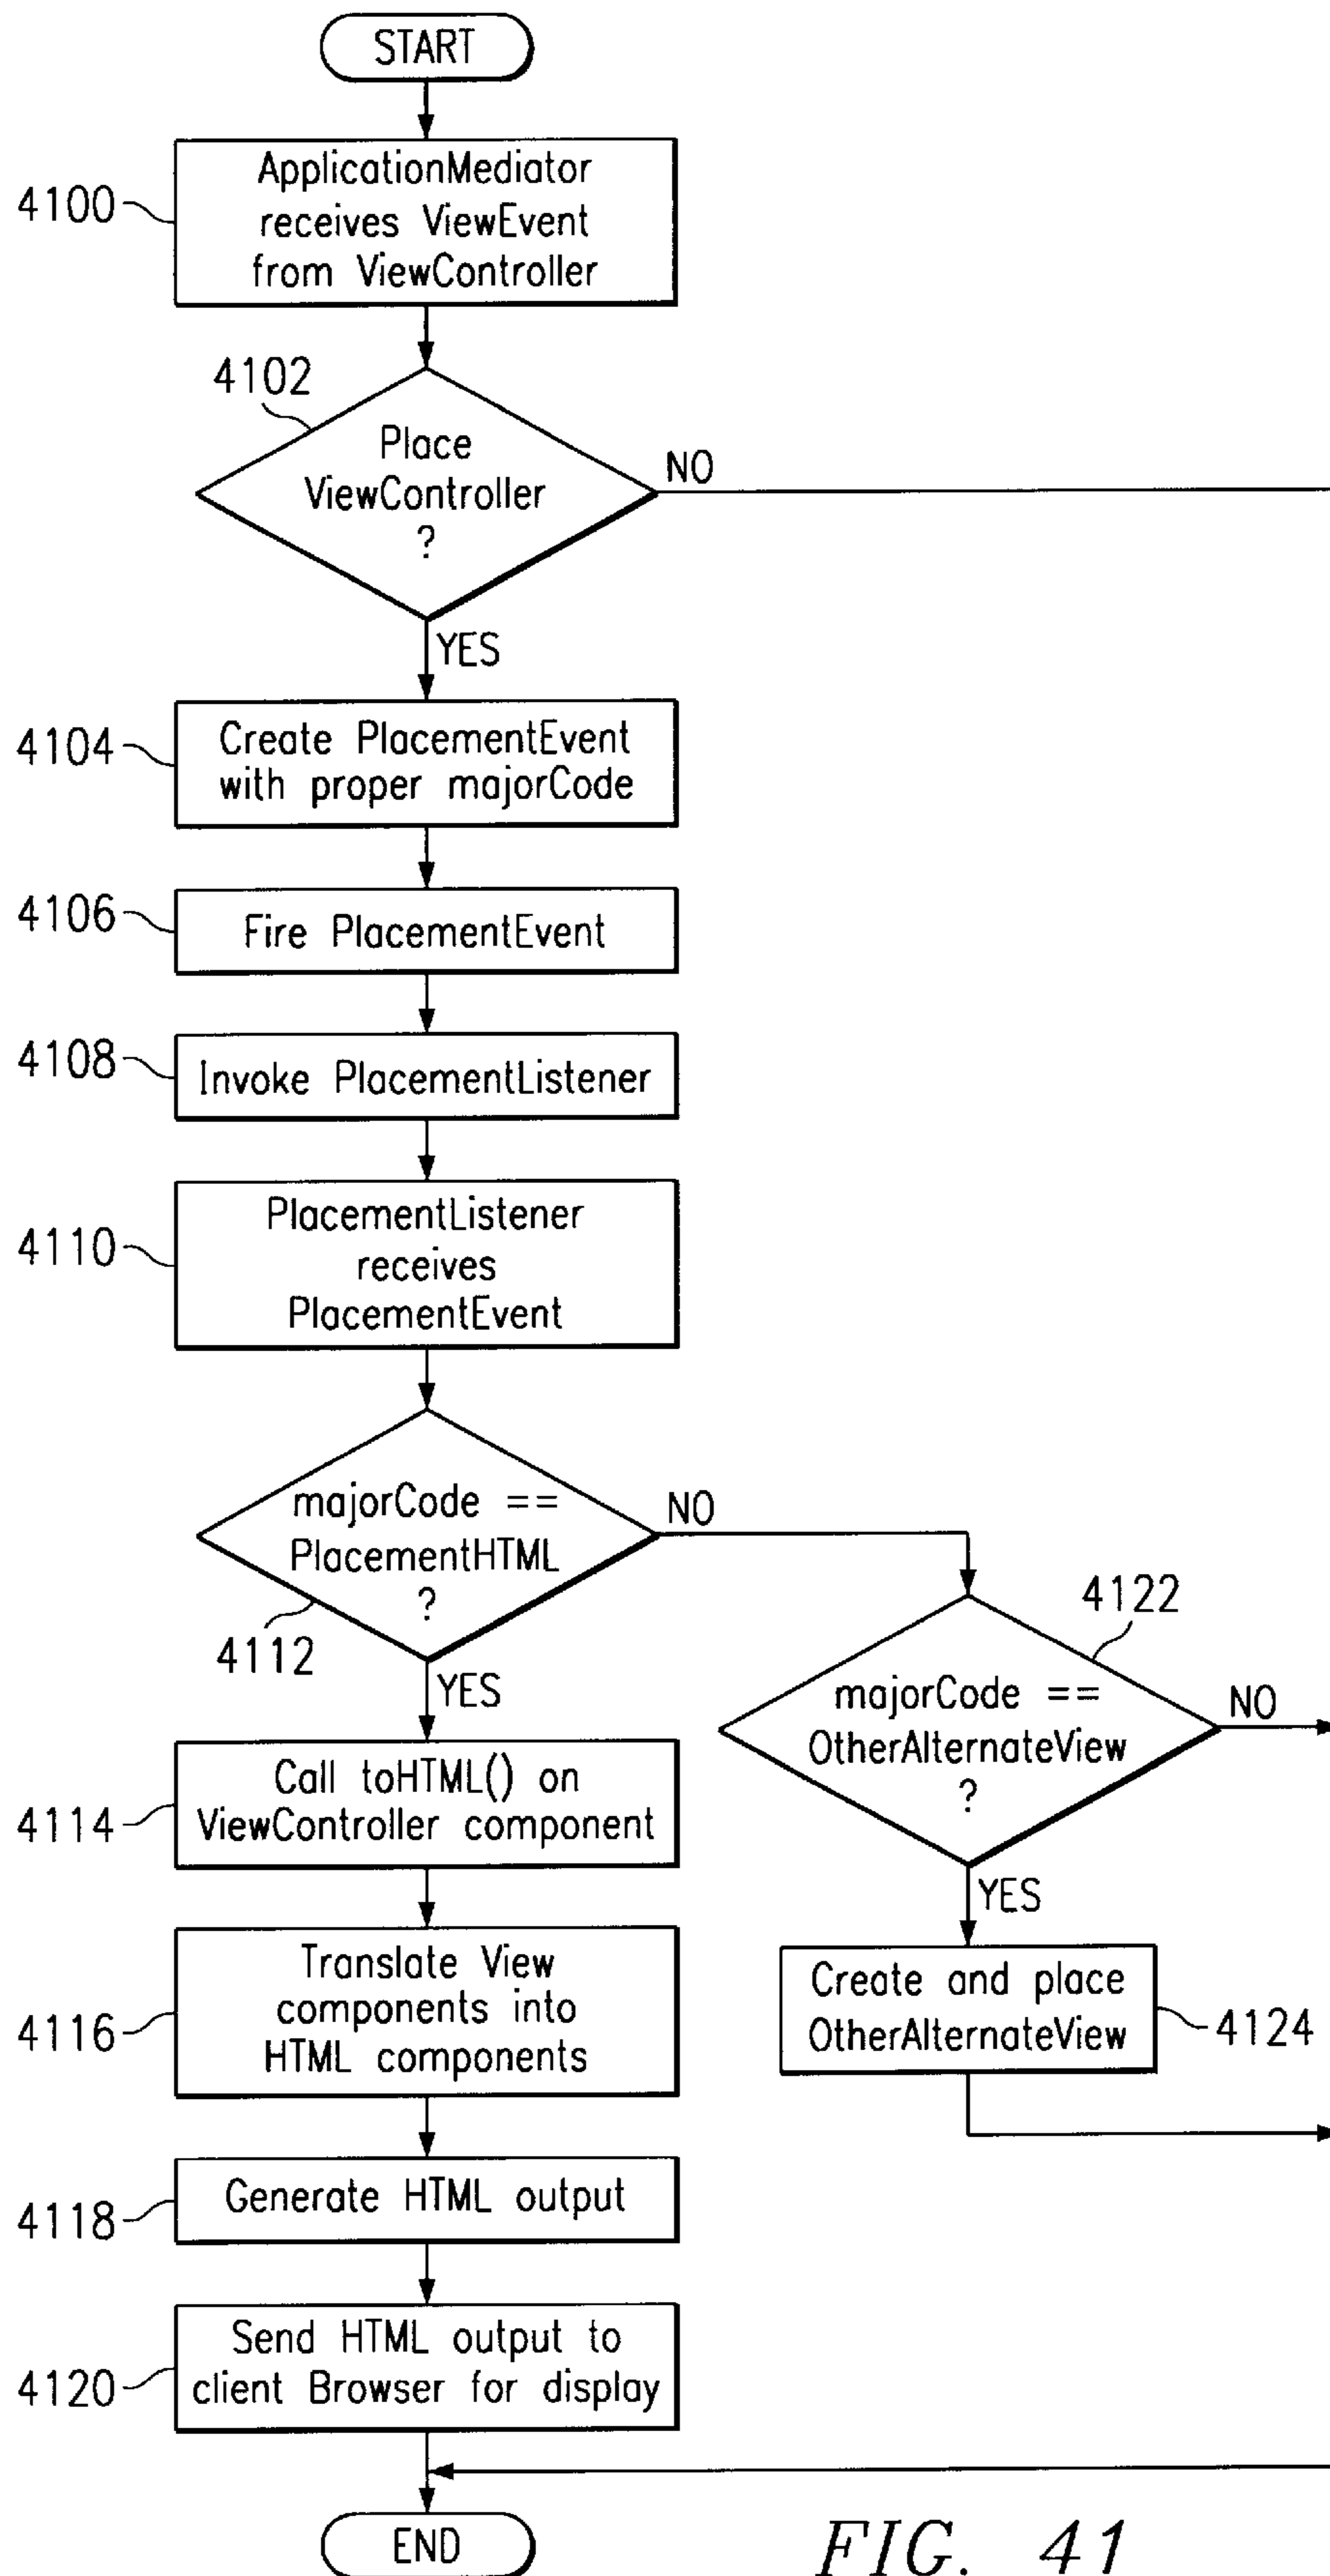 START
4100
ApplicationMediator
receives ViewEvent
from ViewController
4102
Place
ViewController
?
NO
YES
4104
Create PlacementEvent
with proper majorCode
4106
Fire PlacementEvent
4108
Invoke PlacementListener
4110
PlacementListener
receives
PlacementEvent
majorCode ==
PlacementHTML
?
NO
4112
YES
4122
majorCode ==
OtherAlternateView
?
NO
YES
4114
Call toHTML() on
ViewController component
4116
Translate View
components into
HTML components
Create and place
OtherAlternateView
4124
4118
Generate HTML output
4120
Send HTML output to
client Browser for display
END
FIG. 41